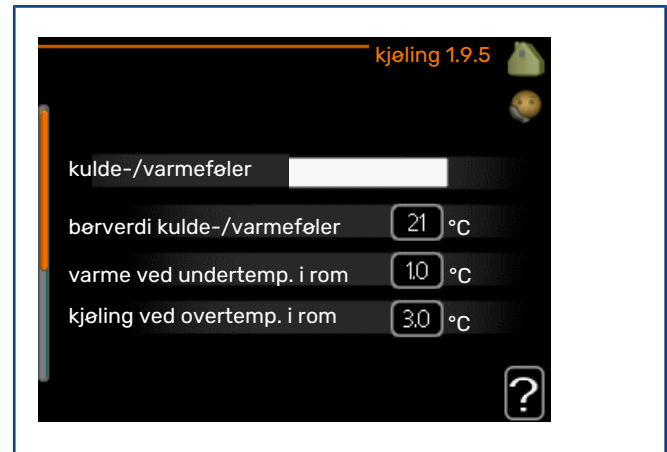 kjøling 1.9.5
kulde-/varmeføler
børverdi kulde-/varmeføler 21 °C
varme ved undertemp. i rom 1.0 °C
kjøling ved overtemp. i rom 3.0 °C
?